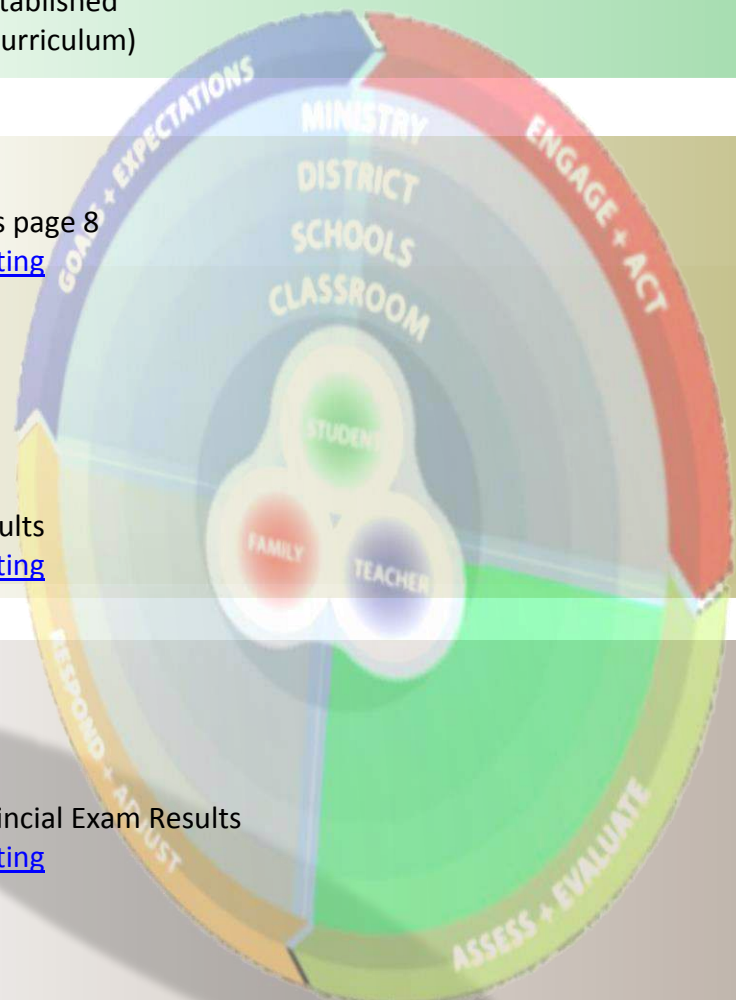 tablished
urriculum)
GOALS + EXPECTATIONS
ENGAGE + ACT
MINISTRY
DISTRICT
SCHOOLS
CLASSROOM
s page 8
ting
STUDENT
FAMILY
TEACHER
ults
ting
RESPOND + ADJUST
incial Exam Results
ting
ASSESS + EVALUATE